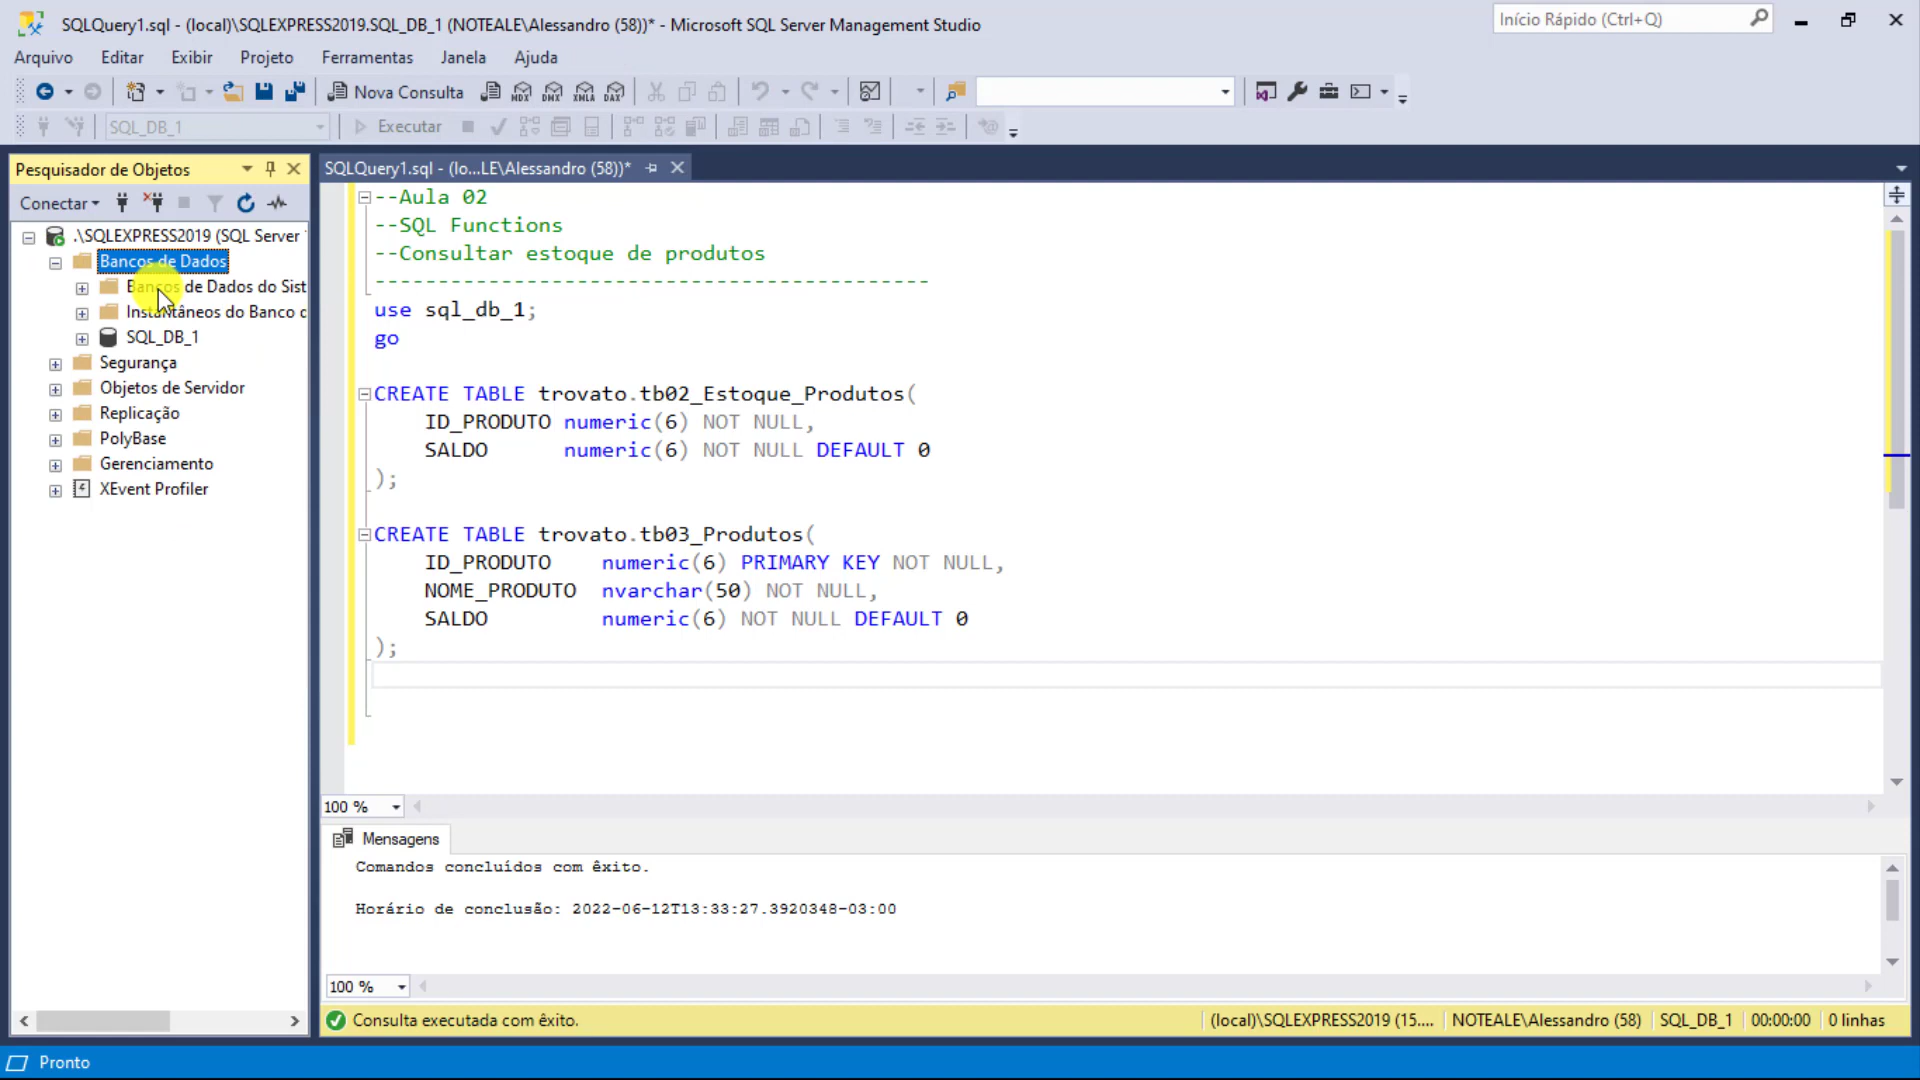 SQLQuery1.sql - (local)\SQLEXPRESS2019.SQL_DB_1 (NOTEALE\Alessandro (58))* - Microsoft SQL Server Management Studio
Início Rápido (Ctrl+Q)
Arquivo Editar Exibir Projeto Ferramentas Janela Ajuda
Nova Consulta MDX DMX XMLA DAX
SQL_DB_1 Executar
Pesquisador de Objetos
SQLQuery1.sql - (lo...LE\Alessandro (58))*
Conectar
.\SQLEXPRESS2019 (SQL Server
Bancos de Dados
Bancos de Dados do Sist
Instantâneos do Banco d
SQL_DB_1
Segurança
Objetos de Servidor
Replicação
PolyBase
Gerenciamento
XEvent Profiler
--Aula 02
--SQL Functions
--Consultar estoque de produtos
--------------------------------------------
use sql_db_1;
go
CREATE TABLE trovato.tb02_Estoque_Produtos(
ID_PRODUTO numeric(6) NOT NULL,
SALDO numeric(6) NOT NULL DEFAULT 0
);
CREATE TABLE trovato.tb03_Produtos(
ID_PRODUTO numeric(6) PRIMARY KEY NOT NULL,
NOME_PRODUTO nvarchar(50) NOT NULL,
SALDO numeric(6) NOT NULL DEFAULT 0
);
100 %
Mensagens
Comandos concluídos com êxito.
Horário de conclusão: 2022-06-12T13:33:27.3920348-03:00
100 %
Consulta executada com êxito.
(local)\SQLEXPRESS2019 (15.... NOTEALE\Alessandro (58) SQL_DB_1 00:00:00 0 linhas
Pronto